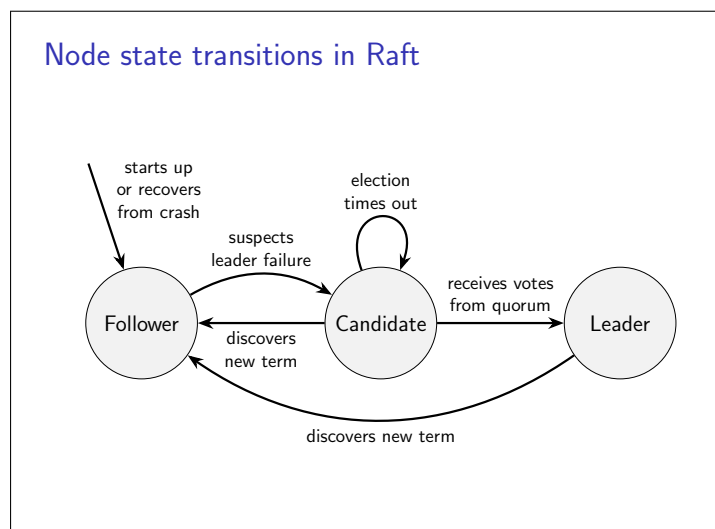 Node state transitions in Raft
starts up
or recovers
from crash
election
times out
suspects
leader failure
receives votes
from quorum
Follower
Candidate
Leader
discovers
new term
discovers new term